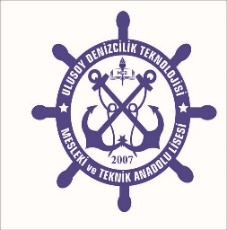 ULUSOY DENİZCİLİK TEKNOLOJİSİ
MESLEKİ ve TEKNİK ANADOLU LİSESİ
2007